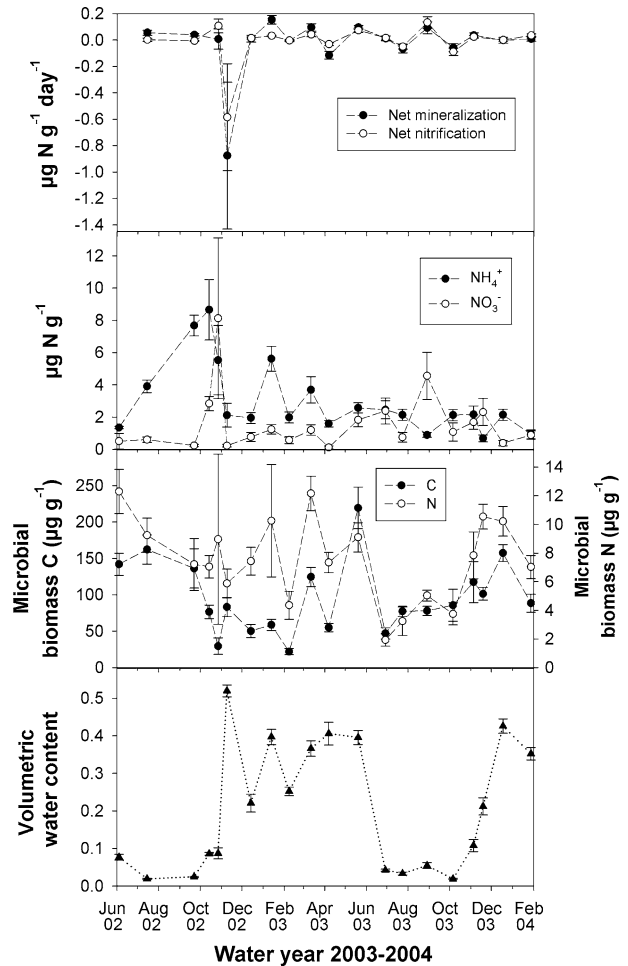 0.2
0.0
-0.2
-0.4
-0.6
-0.8
-1.0
-1.2
-1.4
µg N g⁻¹ day⁻¹
Net mineralization
Net nitrification
12
10
8
6
4
2
0
µg N g⁻¹
NH₄⁺
NO₃⁻
250
200
150
100
50
0
Microbial
biomass C (µg g⁻¹)
C
N
14
12
10
8
6
4
2
0
Microbial
biomass N (µg g⁻¹)
0.5
0.4
0.3
0.2
0.1
0.0
Volumetric
water content
Jun Aug Oct Dec Feb Apr Jun Aug Oct Dec Feb
02 02 02 02 03 03 03 03 03 03 04
Water year 2003-2004